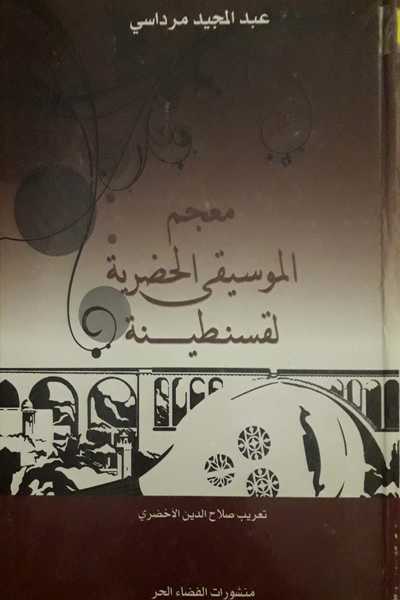 عبد المجيد مرداسي
معجم
الموسيقى الحضرية
لقسنطينة
تعريب صلاح الدين الأخضري
منشورات الفضاء الحر